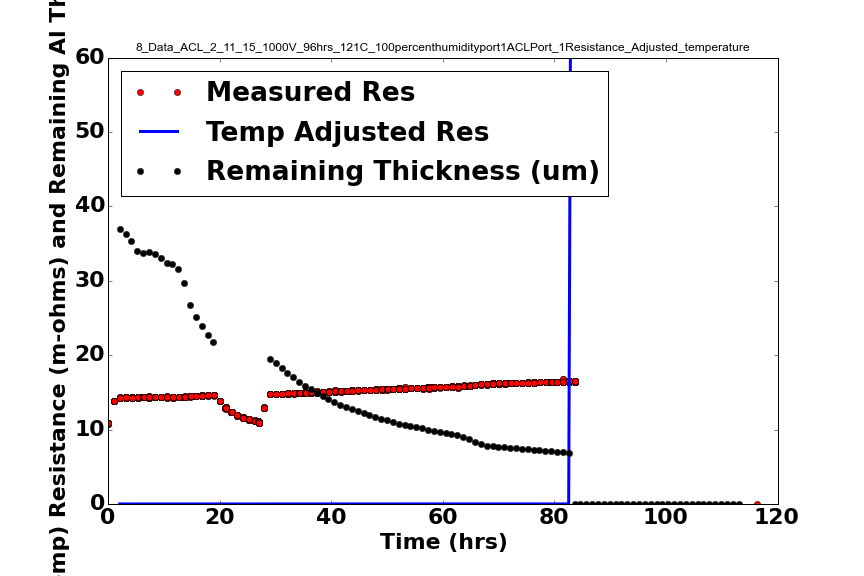 8_Data_ACL_2_11_15_1000V_96hrs_121C_100percenthumidityport1ACLPort_1Resistance_Adjusted_temperature
Measured Res
Temp Adjusted Res
Remaining Thickness (um)
60
50
40
30
20
10
0
0 20 40 60 80 100 120
Time (hrs)
mp) Resistance (m-ohms) and Remaining Al Th